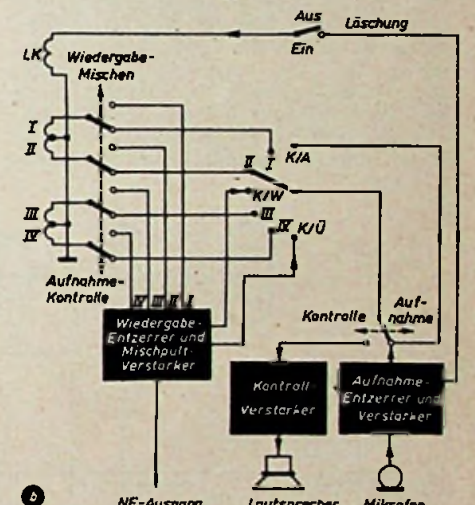 Aus
Löschung
Ein
LK
Wiedergabe-
Mischen
I
II
III
IV
I
K/A
II
K/W
III
IV
K/Ü
Aufnahme-
Kontrolle
IV III II I
Kontrolle
Auf-
nahme
Wiedergabe-
Entzerrer und
Mischpult-
Verstärker
Kontroll-
Verstärker
Aufnahme-
Entzerrer und
Verstärker
b
NF-Ausgang
Lautsprecher
Mikrofon